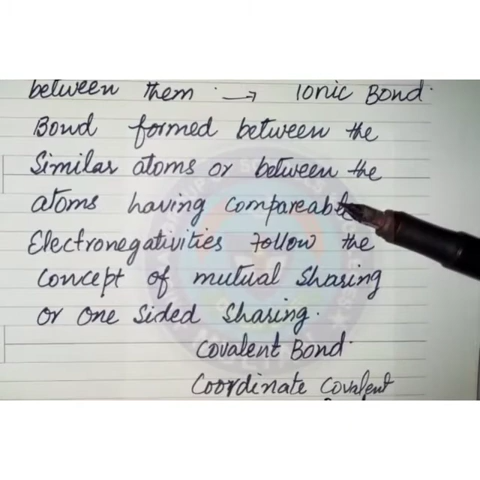 between them. → Ionic Bond.
Bond formed between the
Similar atoms or between the
atoms having compareable
Electronegativities follow the
concept of mutual sharing
or one sided sharing.
Covalent Bond.
Coordinate Covalent